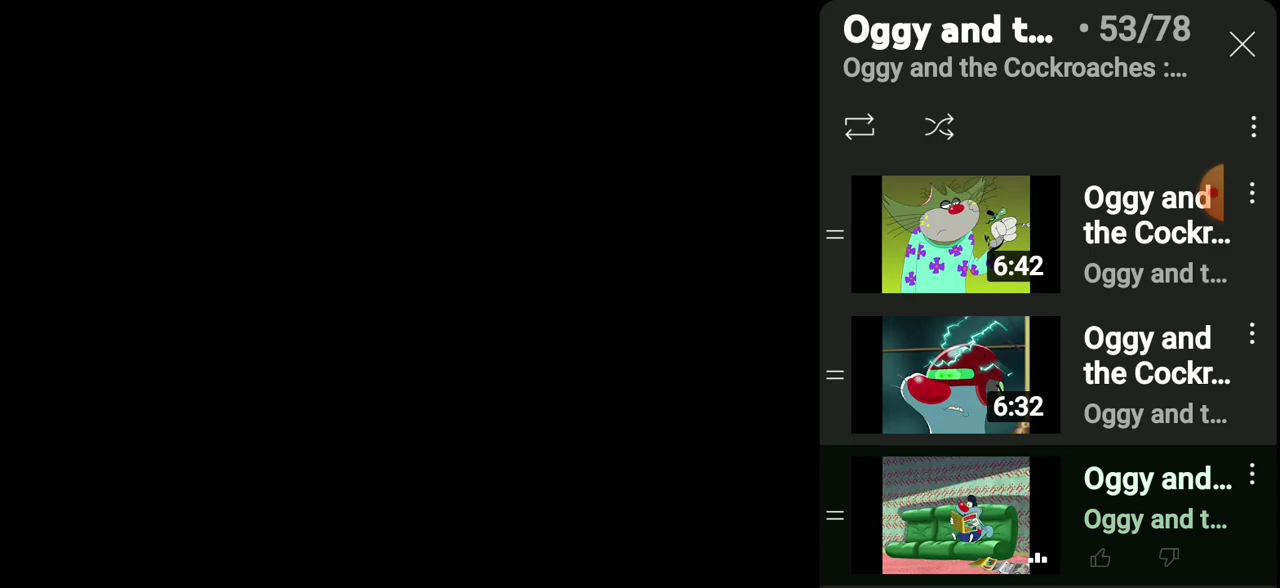 Oggy and t... • 53/78
Oggy and the Cockroaches :...
Oggy and
the Cockr...
Oggy and t...
6:42
Oggy and
the Cockr...
Oggy and t...
6:32
Oggy and...
Oggy and t...